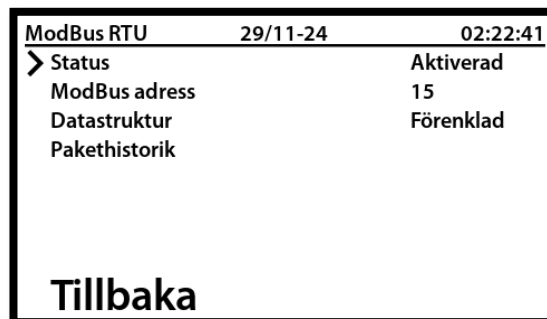 ModBus RTU 29/11-24 02:22:41
Status Aktiverad
ModBus adress 15
Datastruktur Förenklad
Pakethistorik
Tillbaka